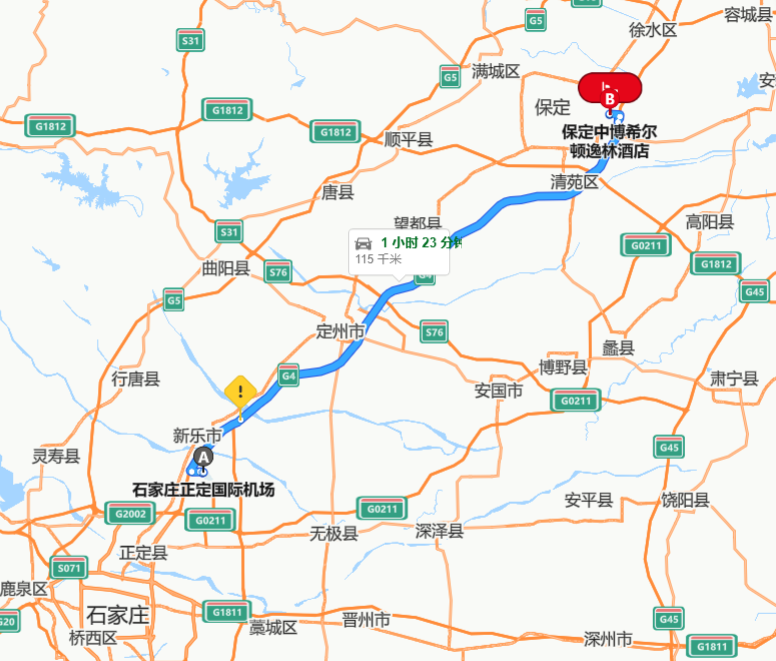 G5
容城县
徐水区
S31
满城区
G5
B
保定
安
G1812
G1812
G1812
保定中博希尔
顿逸林酒店
顺平县
清苑区
唐县
望都县
高阳县
S31
1 小时 23 分钟
115 千米
G0211
G1812
曲阳县
S76
G4
G45
G5
定州市
S76
蠡县
博野县
行唐县
G4
安国市
肃宁县
G0211
新乐市
G45
灵寿县
A
石家庄正定国际机场
安平县
饶阳县
G2002
G0211
G0211
无极县
深泽县
正定县
S071
鹿泉区
石家庄
G1811
G45
G20
藁城区
晋州市
桥西区
深州市
G1811